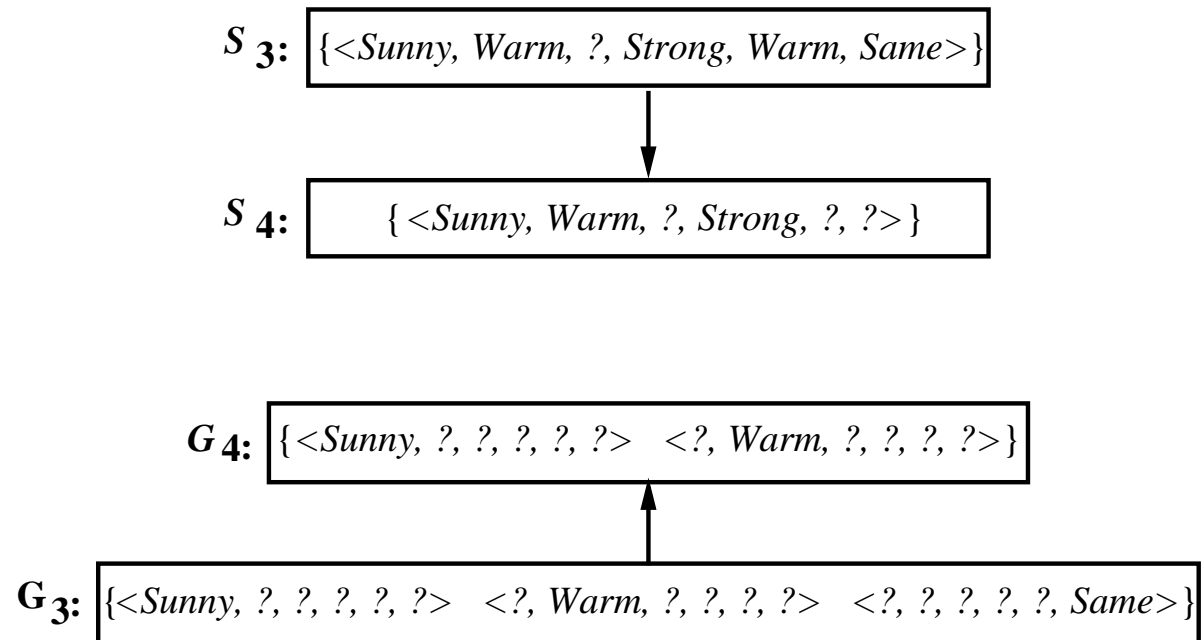 S 3: {<Sunny, Warm, ?, Strong, Warm, Same>}
S 4: {<Sunny, Warm, ?, Strong, ?, ?>}
G 4: {<Sunny, ?, ?, ?, ?, ?> <?, Warm, ?, ?, ?, ?>}
G 3: {<Sunny, ?, ?, ?, ?, ?> <?, Warm, ?, ?, ?, ?> <?, ?, ?, ?, ?, Same>}